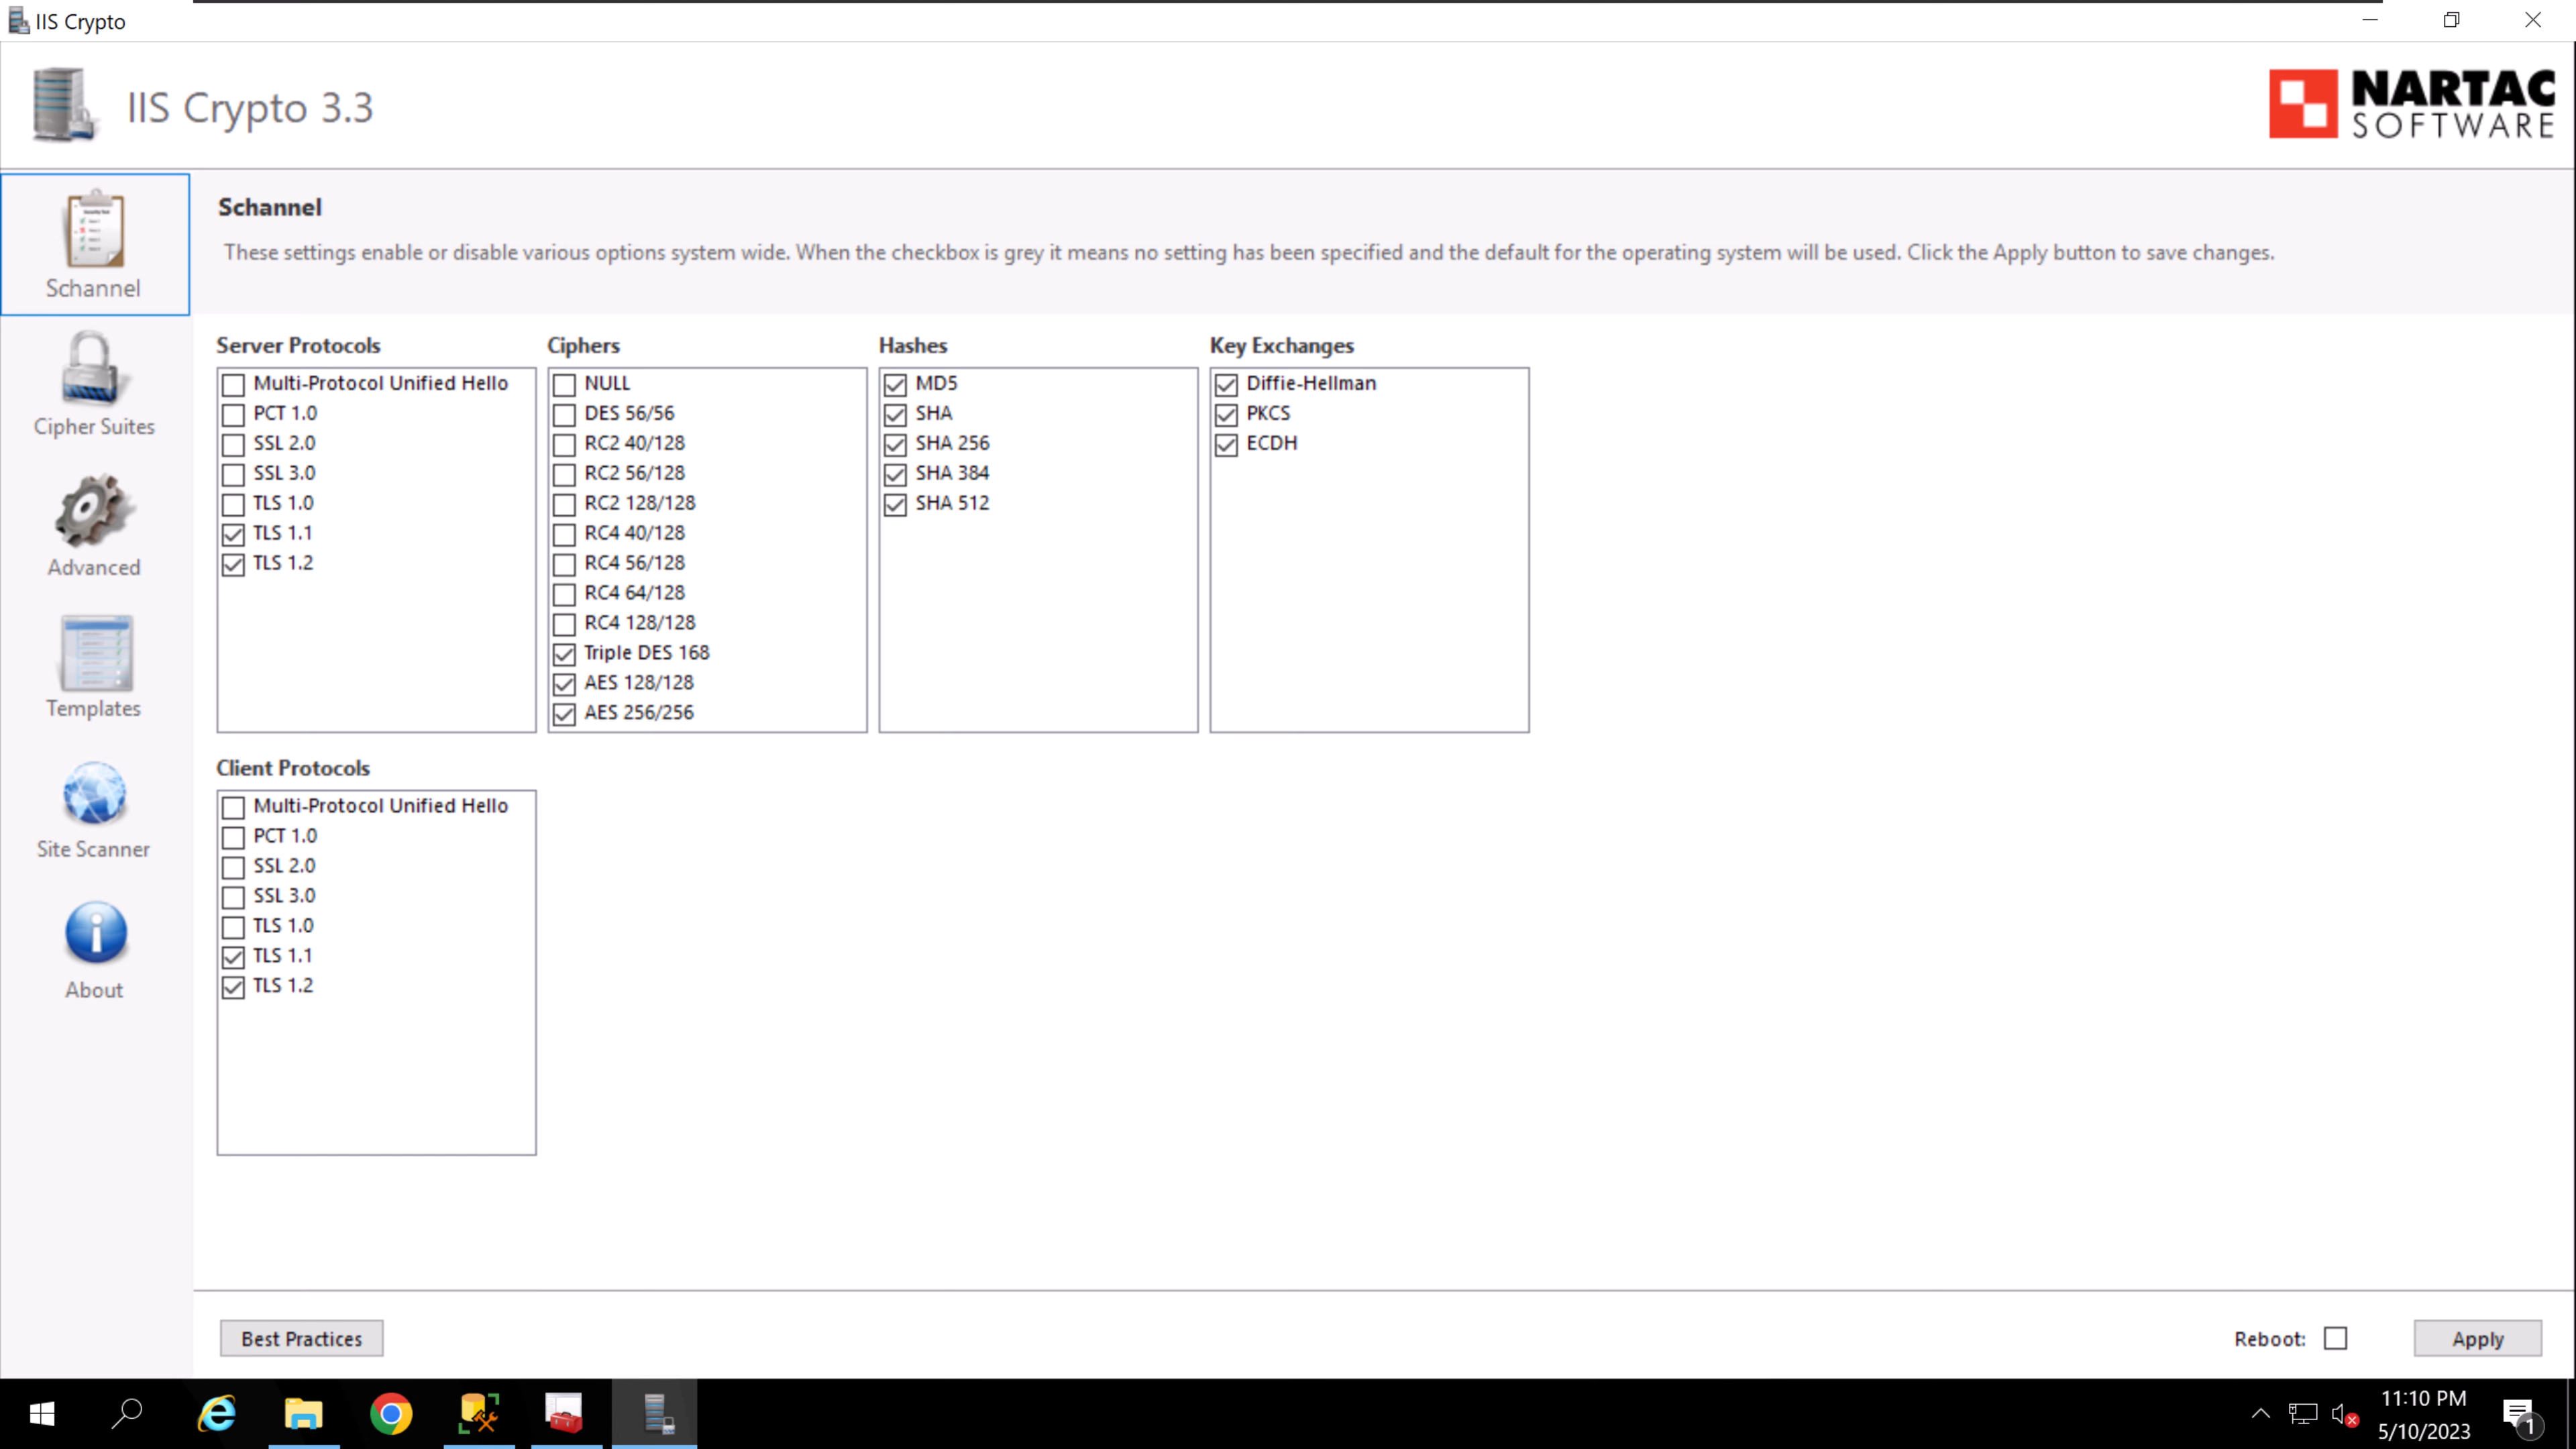 IIS Crypto
IIS Crypto 3.3
NARTAC
SOFTWARE
Schannel
Cipher Suites
Advanced
Templates
Site Scanner
About
Schannel
These settings enable or disable various options system wide. When the checkbox is grey it means no setting has been specified and the default for the operating system will be used. Click the Apply button to save changes.
Server Protocols
Multi-Protocol Unified Hello
PCT 1.0
SSL 2.0
SSL 3.0
TLS 1.0
TLS 1.1
TLS 1.2
Ciphers
NULL
DES 56/56
RC2 40/128
RC2 56/128
RC2 128/128
RC4 40/128
RC4 56/128
RC4 64/128
RC4 128/128
Triple DES 168
AES 128/128
AES 256/256
Hashes
MD5
SHA
SHA 256
SHA 384
SHA 512
Key Exchanges
Diffie-Hellman
PKCS
ECDH
Client Protocols
Multi-Protocol Unified Hello
PCT 1.0
SSL 2.0
SSL 3.0
TLS 1.0
TLS 1.1
TLS 1.2
Best Practices
Reboot:
Apply
11:10 PM
5/10/2023
1